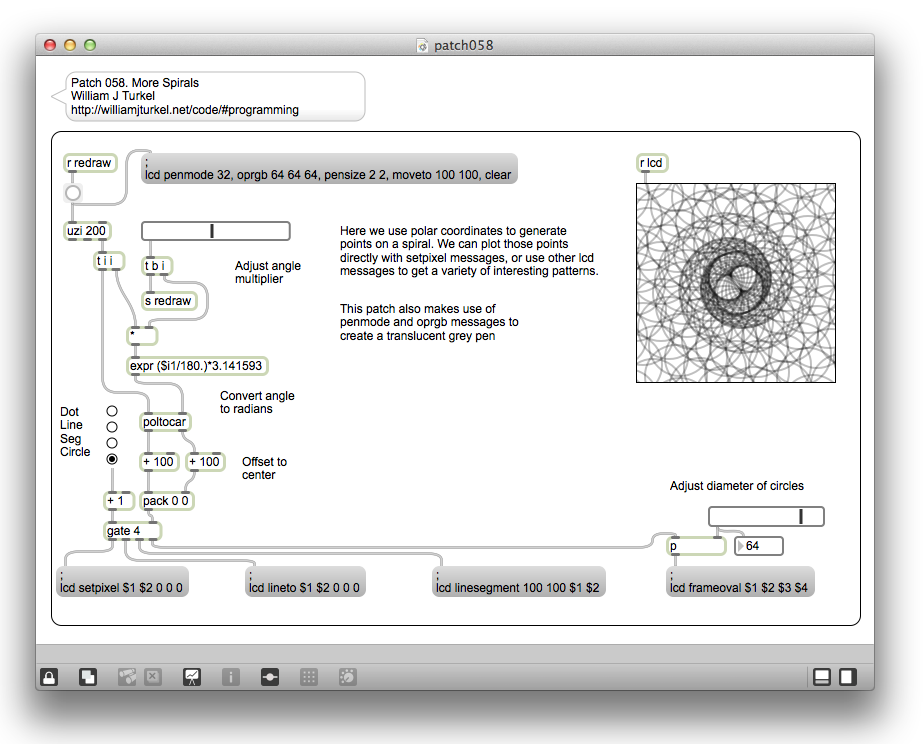 patch058
Patch 058. More Spirals
William J Turkel
http://williamjturkel.net/code/#programming
r redraw
;
lcd penmode 32, oprgb 64 64 64, pensize 2 2, moveto 100 100, clear
r lcd
uzi 200
Here we use polar coordinates to generate
points on a spiral. We can plot those points
directly with setpixel messages, or use other lcd
messages to get a variety of interesting patterns.
t i i
t b i
Adjust angle
multiplier
s redraw
This patch also makes use of
penmode and oprgb messages to
create a translucent grey pen
*
expr ($i1/180.)*3.141593
Convert angle
to radians
Dot
Line
Seg
Circle
poltocar
+ 100
+ 100
Offset to
center
Adjust diameter of circles
+ 1
pack 0 0
gate 4
p
64
;
lcd setpixel $1 $2 0 0 0
;
lcd lineto $1 $2 0 0 0
;
lcd linesegment 100 100 $1 $2
;
lcd frameoval $1 $2 $3 $4
i